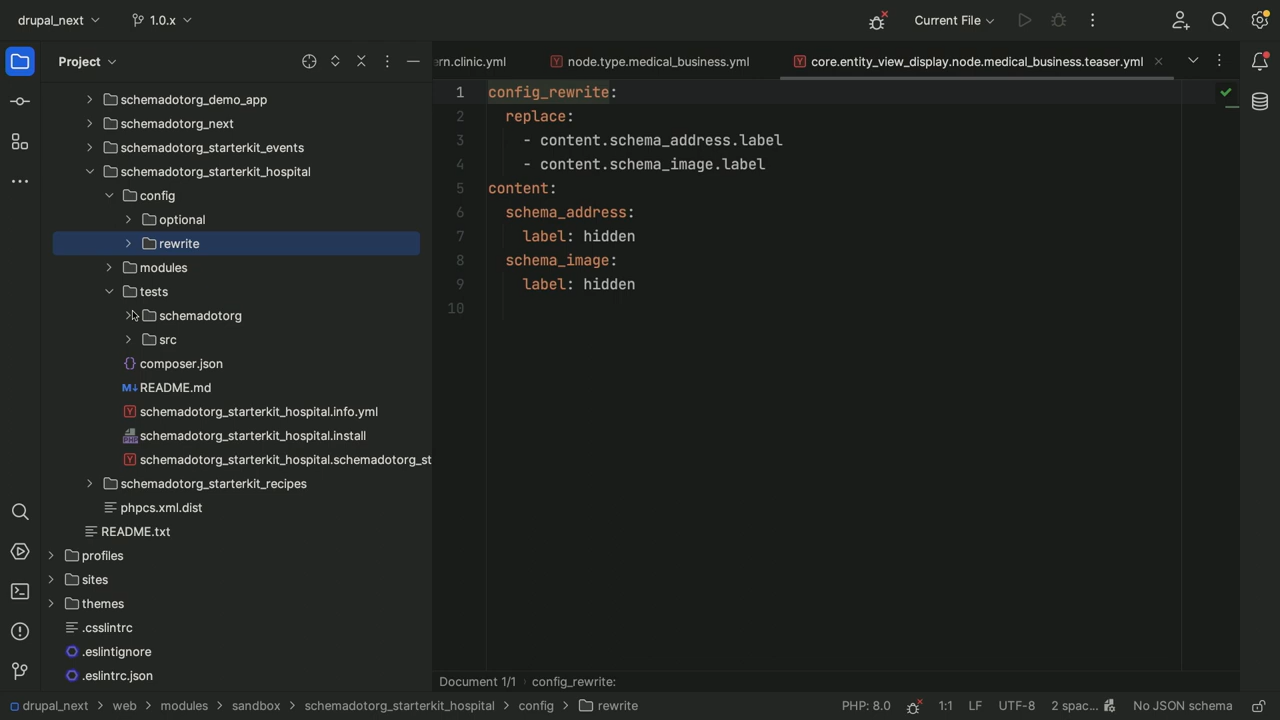 drupal_next
1.0.x
Current File
Project
ern.clinic.yml
node.type.medical_business.yml
core.entity_view_display.node.medical_business.teaser.yml
schemadotorg_demo_app
schemadotorg_next
schemadotorg_starterkit_events
schemadotorg_starterkit_hospital
config
optional
rewrite
modules
tests
schemadotorg
src
{} composer.json
M↓ README.md
schemadotorg_starterkit_hospital.info.yml
schemadotorg_starterkit_hospital.install
schemadotorg_starterkit_hospital.schemadotorg_st
schemadotorg_starterkit_recipes
phpcs.xml.dist
README.txt
profiles
sites
themes
.csslintrc
.eslintignore
.eslintrc.json
1 config_rewrite:
2 replace:
3 - content.schema_address.label
4 - content.schema_image.label
5 content:
6 schema_address:
7 label: hidden
8 schema_image:
9 label: hidden
10
Document 1/1 › config_rewrite:
drupal_next › web › modules › sandbox › schemadotorg_starterkit_hospital › config › rewrite
PHP: 8.0 1:1 LF UTF-8 2 spac... No JSON schema